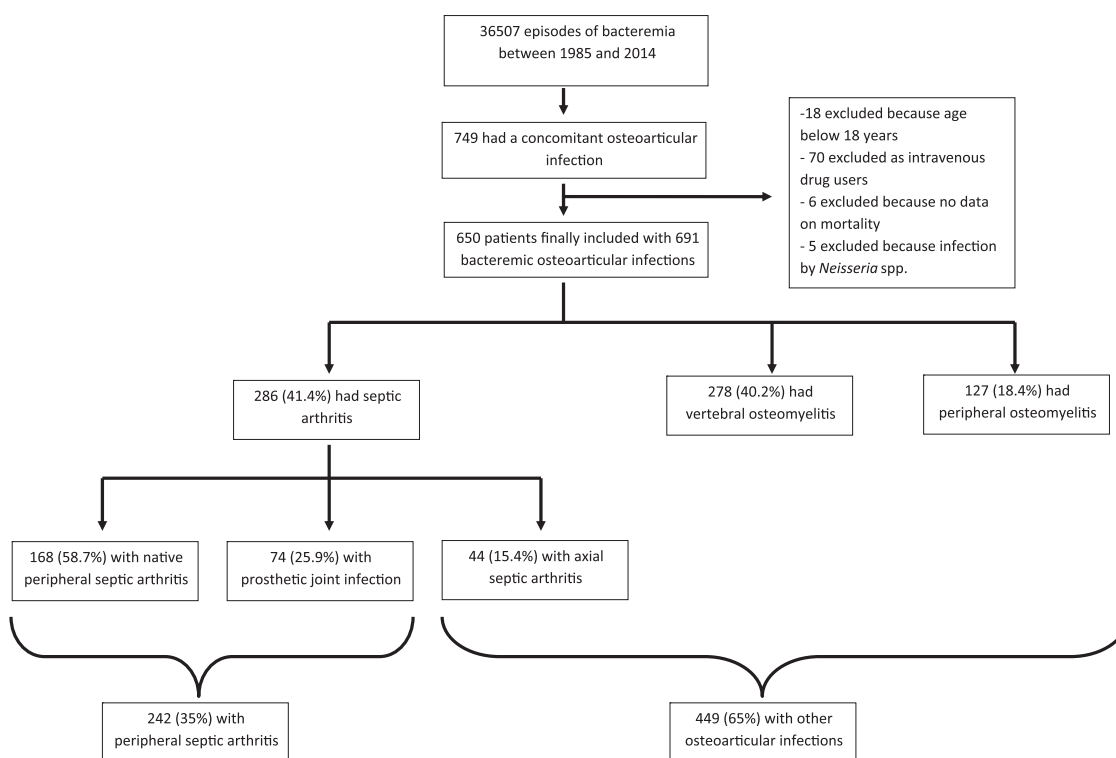 36507 episodes of bacteremia
between 1985 and 2014
749 had a concomitant osteoarticular
infection
-18 excluded because age
below 18 years
- 70 excluded as intravenous
drug users
- 6 excluded because no data
on mortality
- 5 excluded because infection
by Neisseria spp.
650 patients finally included with 691
bacteremic osteoarticular infections
286 (41.4%) had septic
arthritis
278 (40.2%) had
vertebral osteomyelitis
127 (18.4%) had
peripheral osteomyelitis
168 (58.7%) with native
peripheral septic arthritis
74 (25.9%) with
prosthetic joint infection
44 (15.4%) with axial
septic arthritis
242 (35%) with
peripheral septic arthritis
449 (65%) with other
osteoarticular infections